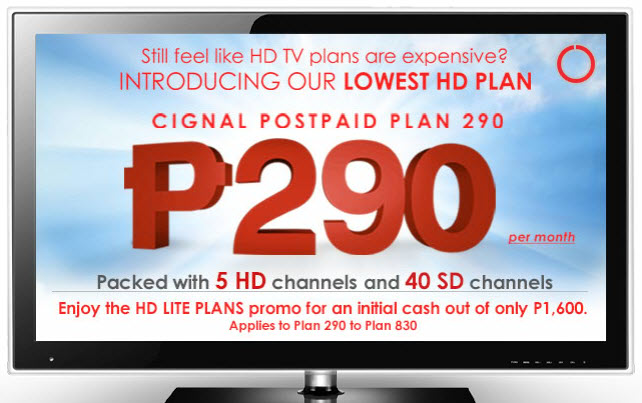 Still feel like HD TV plans are expensive?
INTRODUCING OUR LOWEST HD PLAN
CIGNAL POSTPAID PLAN 290
₱290
per month
Packed with 5 HD channels and 40 SD channels
Enjoy the HD LITE PLANS promo for an initial cash out of only P1,600.
Applies to Plan 290 to Plan 830